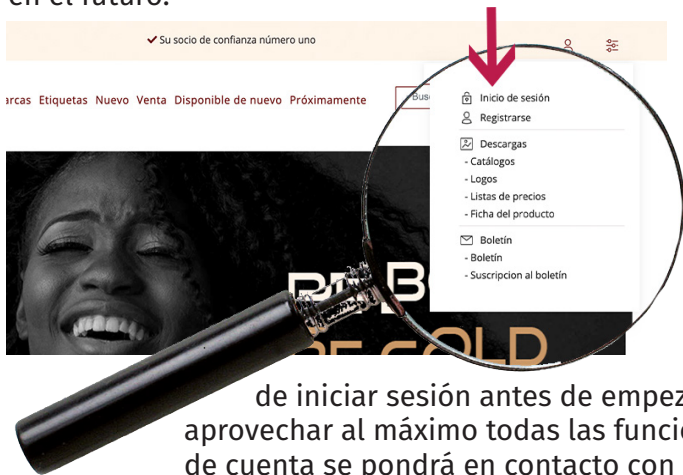 en el futuro.
Su socio de confianza número uno
arcas Etiquetas Nuevo Venta Disponible de nuevo Próximamente
Inicio de sesión
Registrarse
Descargas
- Catálogos
- Logos
- Listas de precios
- Ficha del producto
Boletín
- Boletín
- Suscripcion al boletín
BE GOLD
de iniciar sesión antes de empez
aprovechar al máximo todas las funcio
de cuenta se pondrá en contacto con